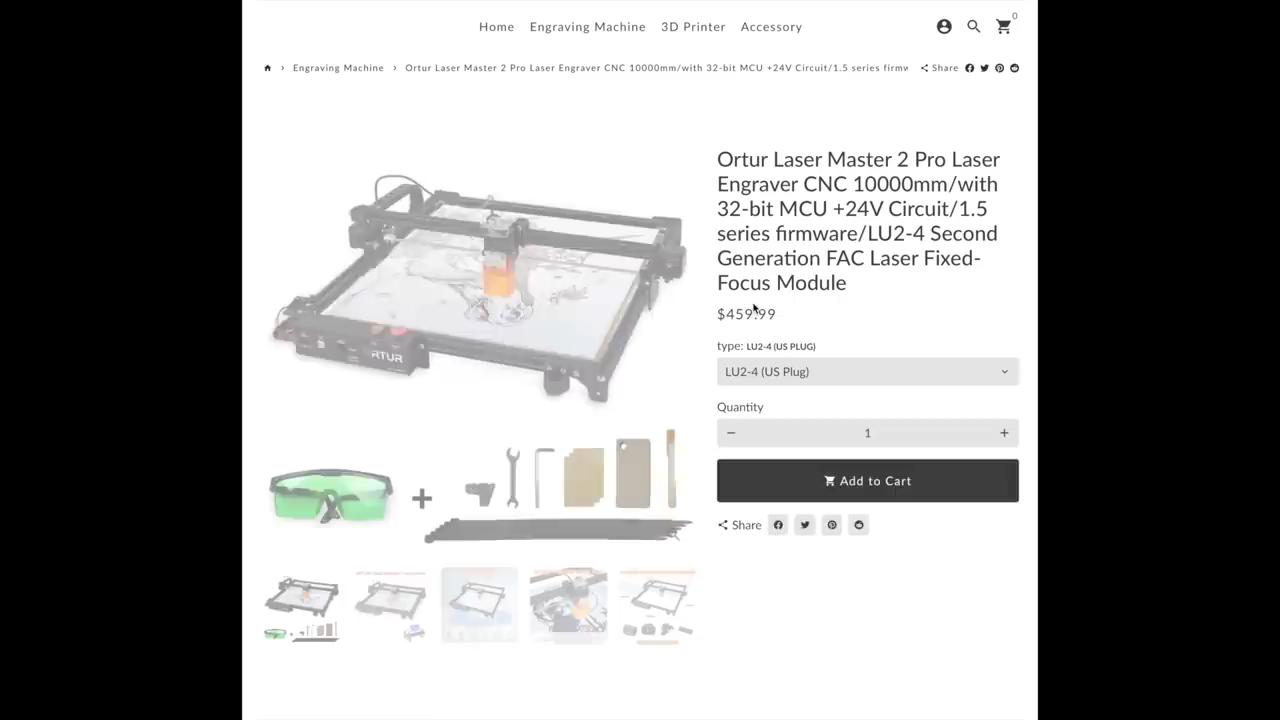 Home Engraving Machine 3D Printer Accessory
0
Engraving Machine > Ortur Laser Master 2 Pro Laser Engraver CNC 10000mm/with 32-bit MCU +24V Circuit/1.5 series firmw
Share
Ortur Laser Master 2 Pro Laser
Engraver CNC 10000mm/with
32-bit MCU +24V Circuit/1.5
series firmware/LU2-4 Second
Generation FAC Laser Fixed-
Focus Module
$459.99
type: LU2-4 (US PLUG)
LU2-4 (US Plug)
Quantity
− 1 +
Add to Cart
Share
RTUR
+